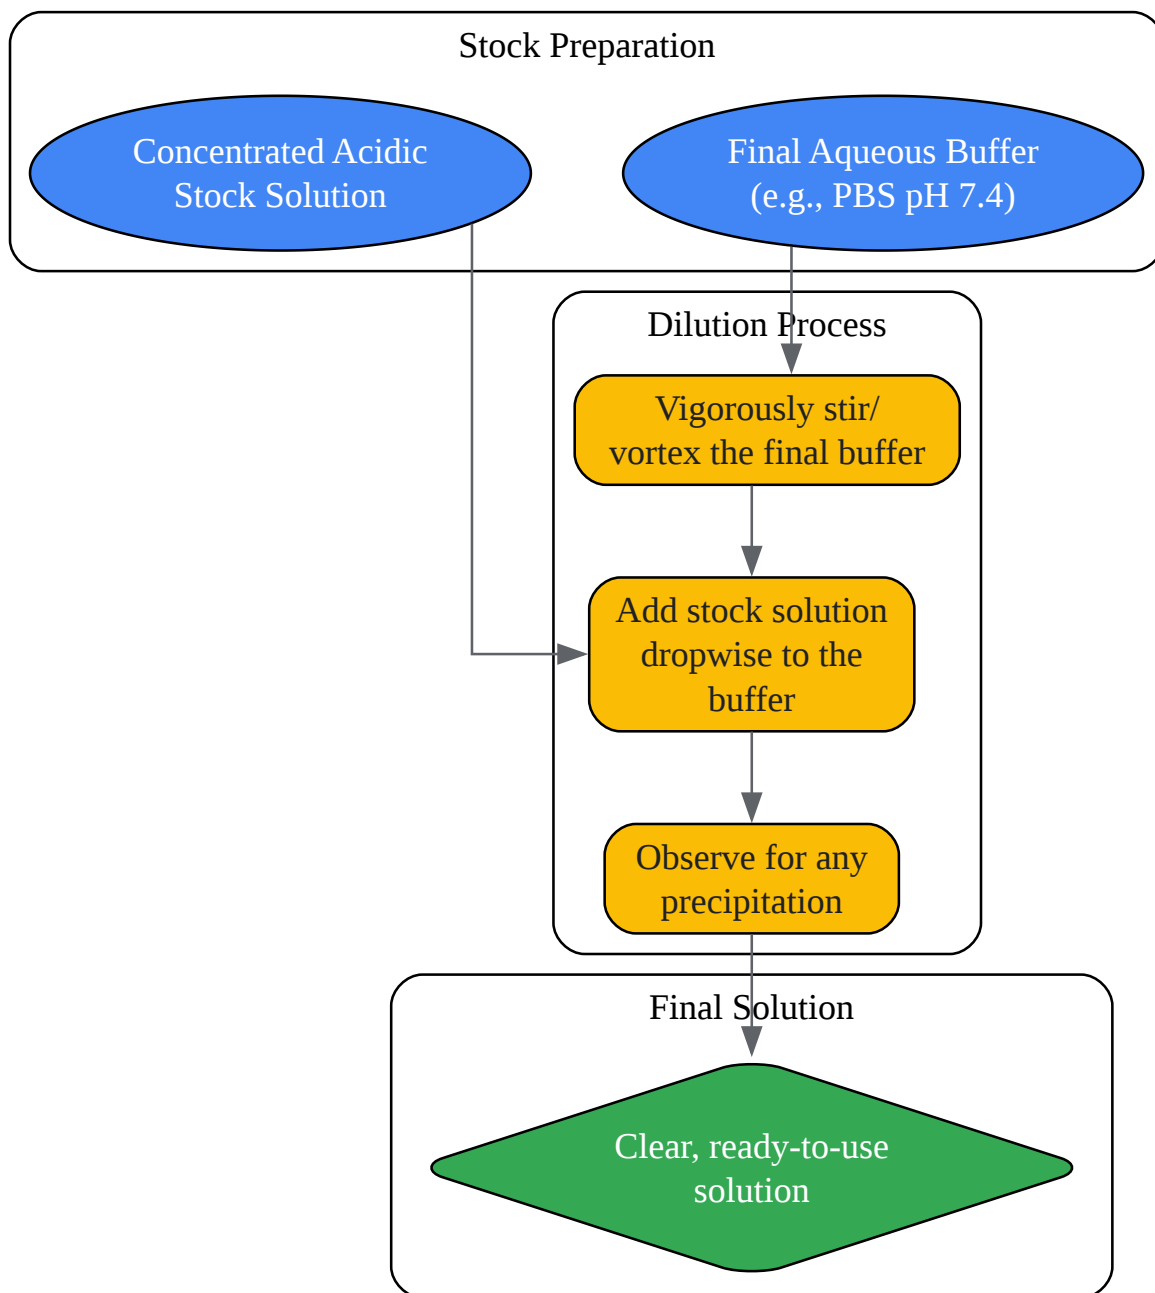 Stock Preparation
Concentrated Acidic
Stock Solution
Final Aqueous Buffer
(e.g., PBS pH 7.4)
Dilution Process
Vigorously stir/
vortex the final buffer
Add stock solution
dropwise to the
buffer
Observe for any
precipitation
Final Solution
Clear, ready-to-use
solution